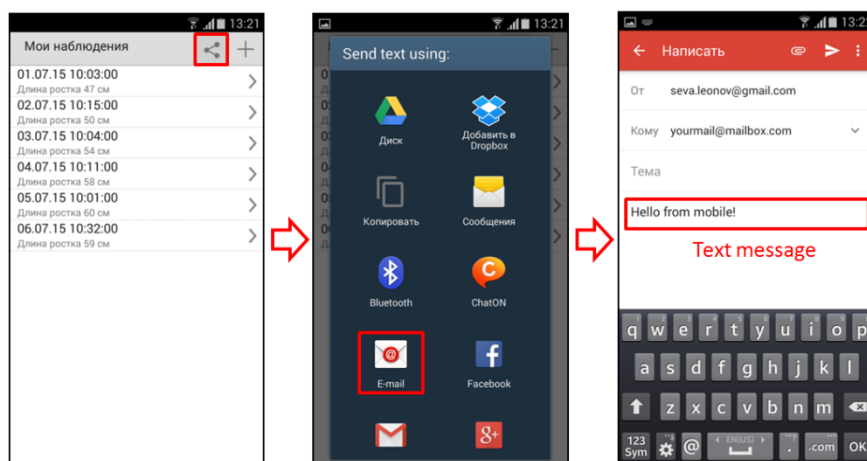 13:21
Мои наблюдения
01.07.15 10:03:00
Длина ростка 47 см
02.07.15 10:15:00
Длина ростка 50 см
03.07.15 10:04:00
Длина ростка 54 см
04.07.15 10:11:00
Длина ростка 58 см
05.07.15 10:01:00
Длина ростка 60 см
06.07.15 10:32:00
Длина ростка 59 см
13:21
Send text using:
Диск
Добавить в
Dropbox
Копировать
Сообщения
Bluetooth
ChatON
E-mail
Facebook
Написать
От seva.leonov@gmail.com
Кому yourmail@mailbox.com
Тема
Hello from mobile!
Text message
q w e r t y u i o p
a s d f g h j k l
z x c v b n m
123
Sym @ EN(US) . .com OK